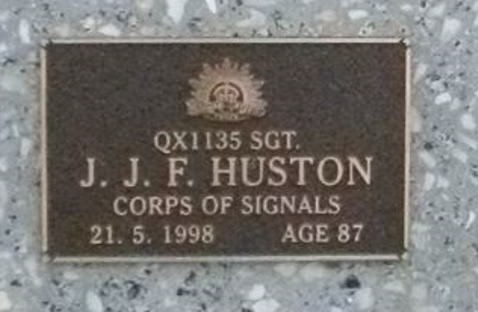 QX1135 SGT.
J. J. F. HUSTON
CORPS OF SIGNALS
21. 5. 1998 AGE 87